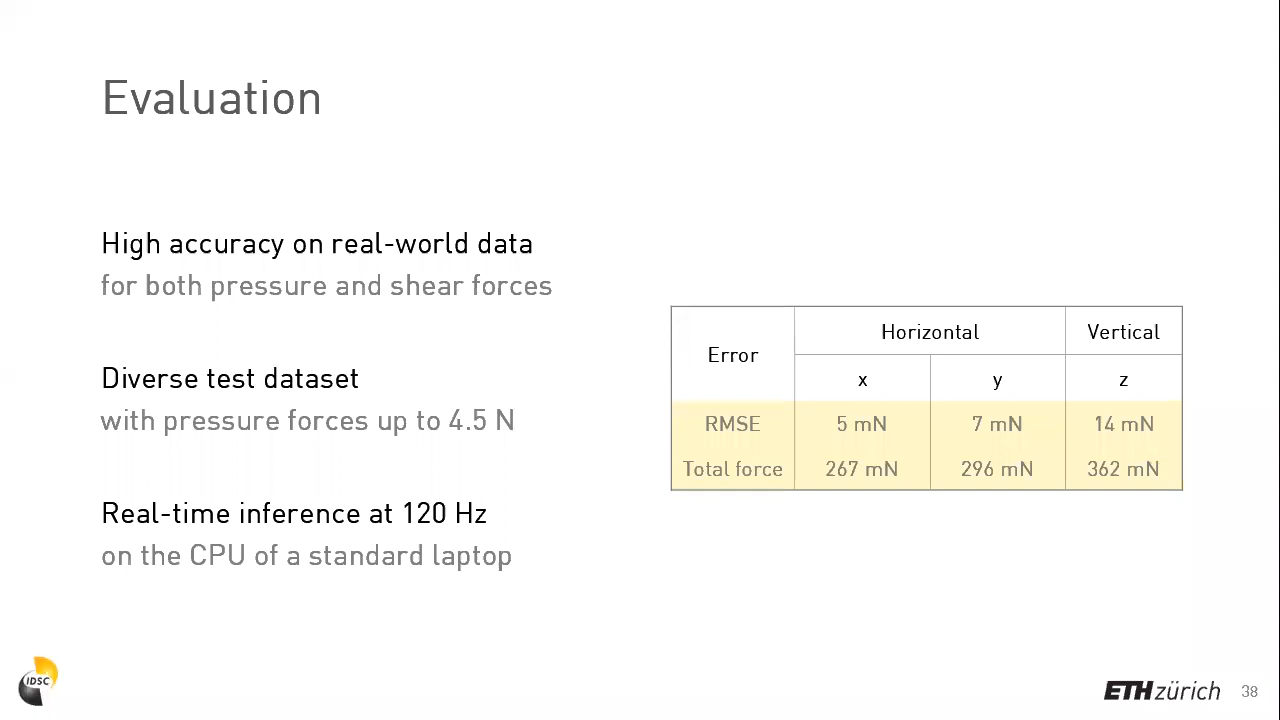 Evaluation
High accuracy on real-world data
for both pressure and shear forces
Diverse test dataset
with pressure forces up to 4.5 N
Real-time inference at 120 Hz
on the CPU of a standard laptop
Error Horizontal Vertical
x y z
RMSE 5 mN 7 mN 14 mN
Total force 267 mN 296 mN 362 mN
IDSC
ETH zürich 38